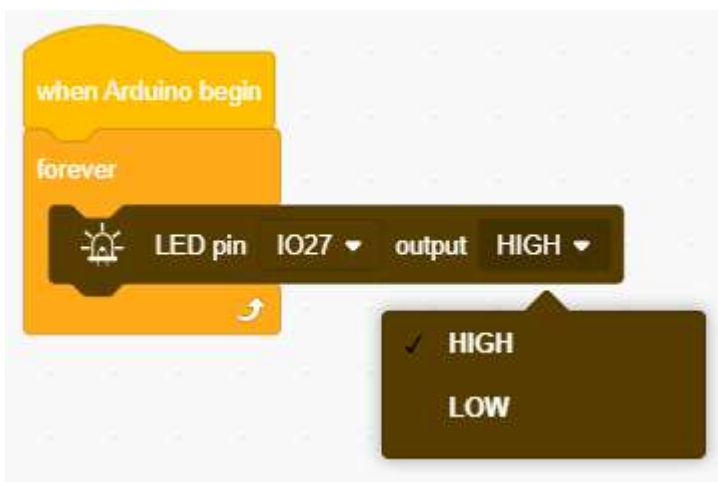 when Arduino begin
forever
LED pin IO27 output HIGH
HIGH
LOW